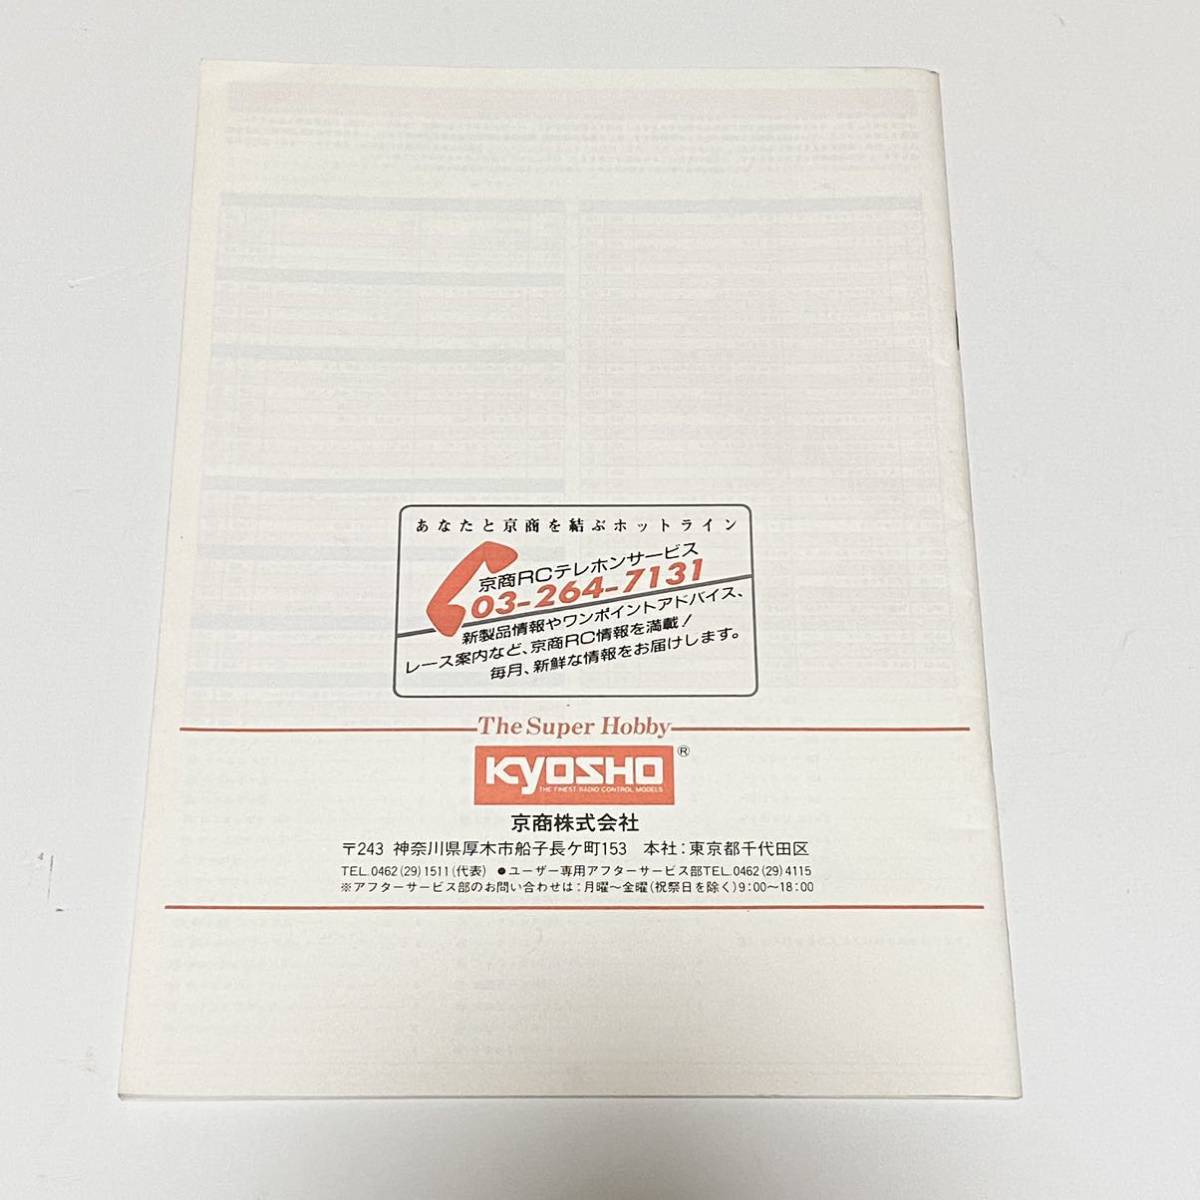 あなたと京商を結ぶホットライン
京商RCテレホンサービス
03-264-7131
新製品情報やワンポイントアドバイス、
レース案内など、京商RC情報を満載!
毎月、新鮮な情報をお届けします。
The Super Hobby
KYOSHO®
THE FINEST RADIO CONTROL MODELS
京商株式会社
〒243 神奈川県厚木市船子長ケ町153 本社:東京都千代田区
TEL.0462(29)1511(代表) ●ユーザー専用アフターサービス部TEL.0462(29)4115
※アフターサービス部のお問い合わせは:月曜〜金曜(祝祭日を除く)9:00〜18:00